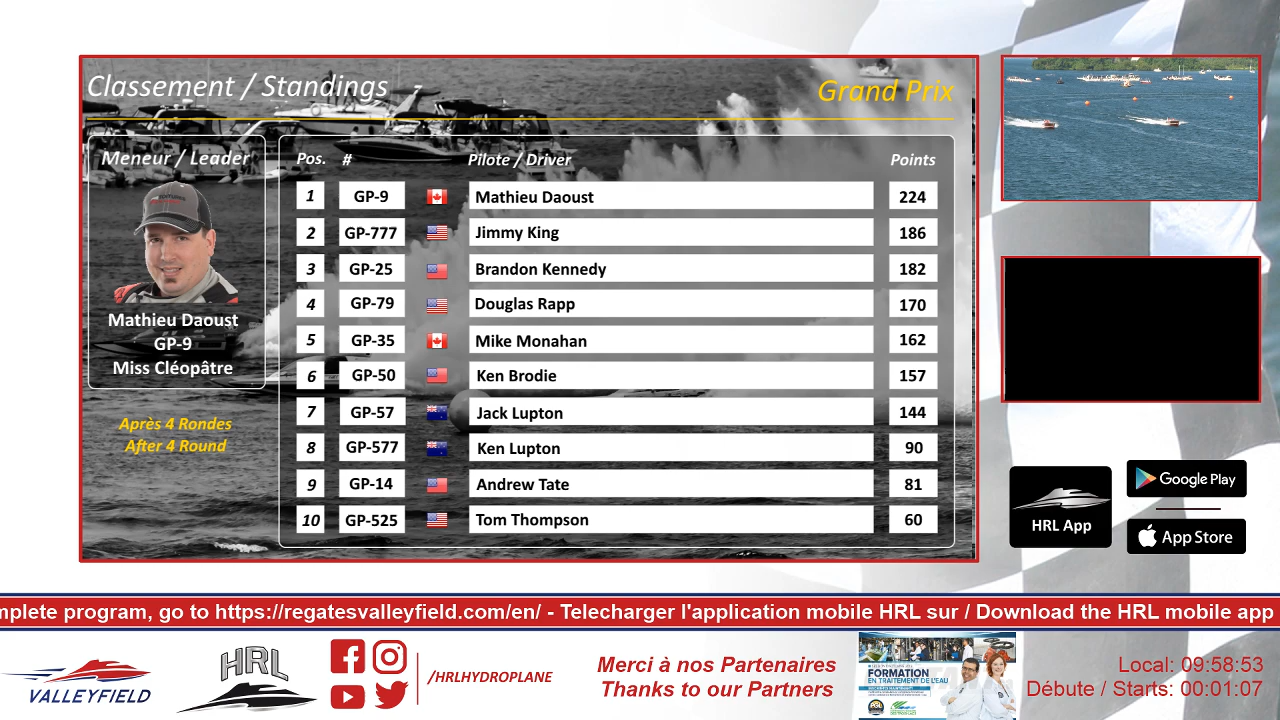 Classement / Standings
Grand Prix
Meneur / Leader
Mathieu Daoust
GP-9
Miss Cléopâtre
Après 4 Rondes
After 4 Round
Pos. # Pilote / Driver Points
1 GP-9 Mathieu Daoust 224
2 GP-777 Jimmy King 186
3 GP-25 Brandon Kennedy 182
4 GP-79 Douglas Rapp 170
5 GP-35 Mike Monahan 162
6 GP-50 Ken Brodie 157
7 GP-57 Jack Lupton 144
8 GP-577 Ken Lupton 90
9 GP-14 Andrew Tate 81
10 GP-525 Tom Thompson 60
HRL App
Google Play
App Store
mplete program, go to https://regatesvalleyfield.com/en/ - Telecharger l'application mobile HRL sur / Download the HRL mobile app
VALLEYFIELD
HRL
/HRLHYDROPLANE
Merci à nos Partenaires
Thanks to our Partners
FORMATION
EN TRAITEMENT DE L'EAU
Local: 09:58:53
Débute / Starts: 00:01:07